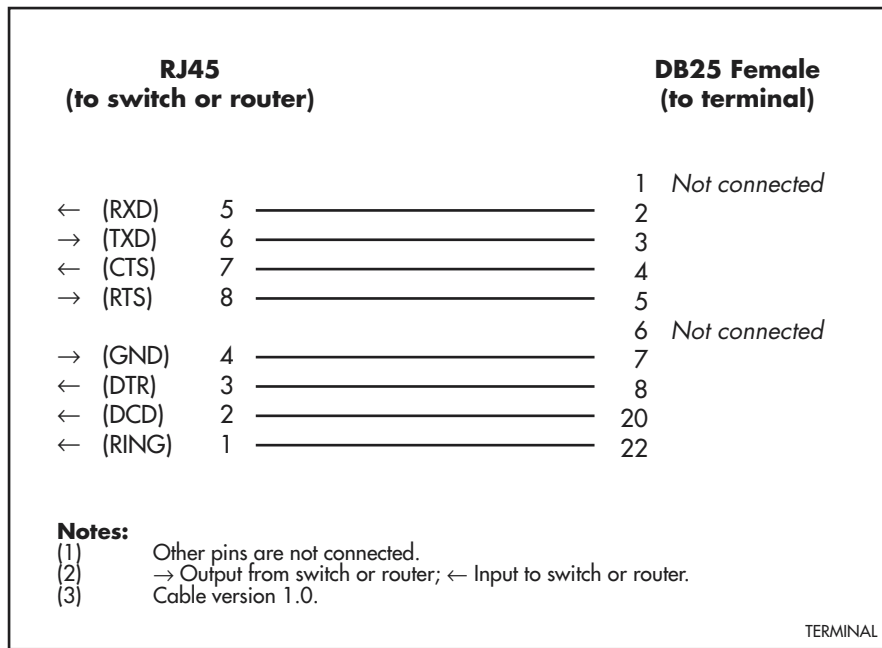 RJ45 DB25 Female
(to switch or router) (to terminal)
1 Not connected
← (RXD) 5 2
→ (TXD) 6 3
← (CTS) 7 4
→ (RTS) 8 5
6 Not connected
→ (GND) 4 7
← (DTR) 3 8
← (DCD) 2 20
← (RING) 1 22
Notes:
(1) Other pins are not connected.
(2) → Output from switch or router; ← Input to switch or router.
(3) Cable version 1.0.
TERMINAL